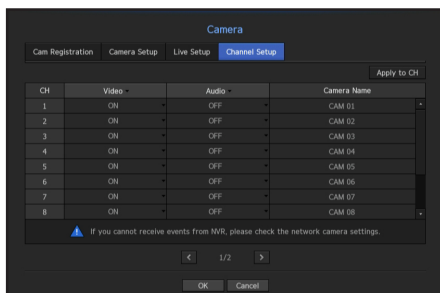 Camera
Cam Registration Camera Setup Live Setup Channel Setup
Apply to CH
CH Video Audio Camera Name
1 ON OFF CAM 01
2 ON OFF CAM 02
3 ON OFF CAM 03
4 ON OFF CAM 04
5 ON OFF CAM 05
6 ON OFF CAM 06
7 ON OFF CAM 07
8 ON OFF CAM 08
If you cannot receive events from NVR, please check the network camera settings.
< 1/2 >
OK Cancel